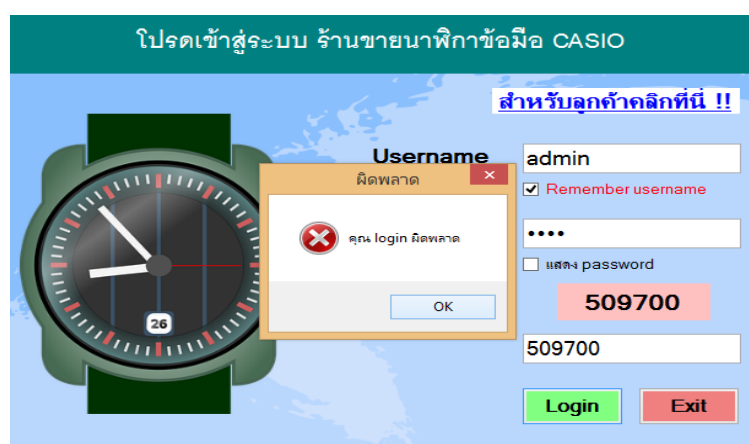 โปรดเข้าสู่ระบบ ร้านขายนาฬิกาข้อมือ CASIO
สำหรับลูกค้าคลิกที่นี่ !!
Username
admin
Remember username
ผิดพลาด
คุณ login ผิดพลาด
OK
แสดง password
509700
509700
26
Login
Exit